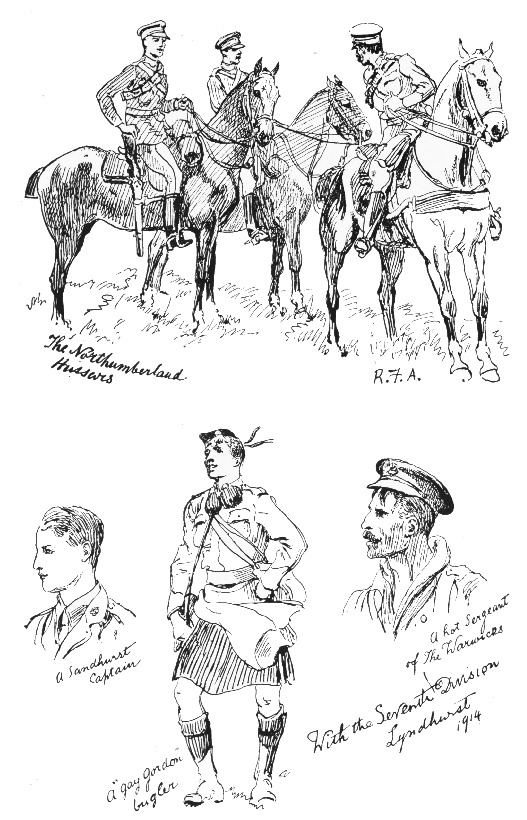 The Northumberland
Hussars
R.F.A.
A Sandhurst
Captain
A "gay gordon"
bugler
A hot Sergeant
of The Warwicks
With the Seventh Division
Lyndhurst
1914